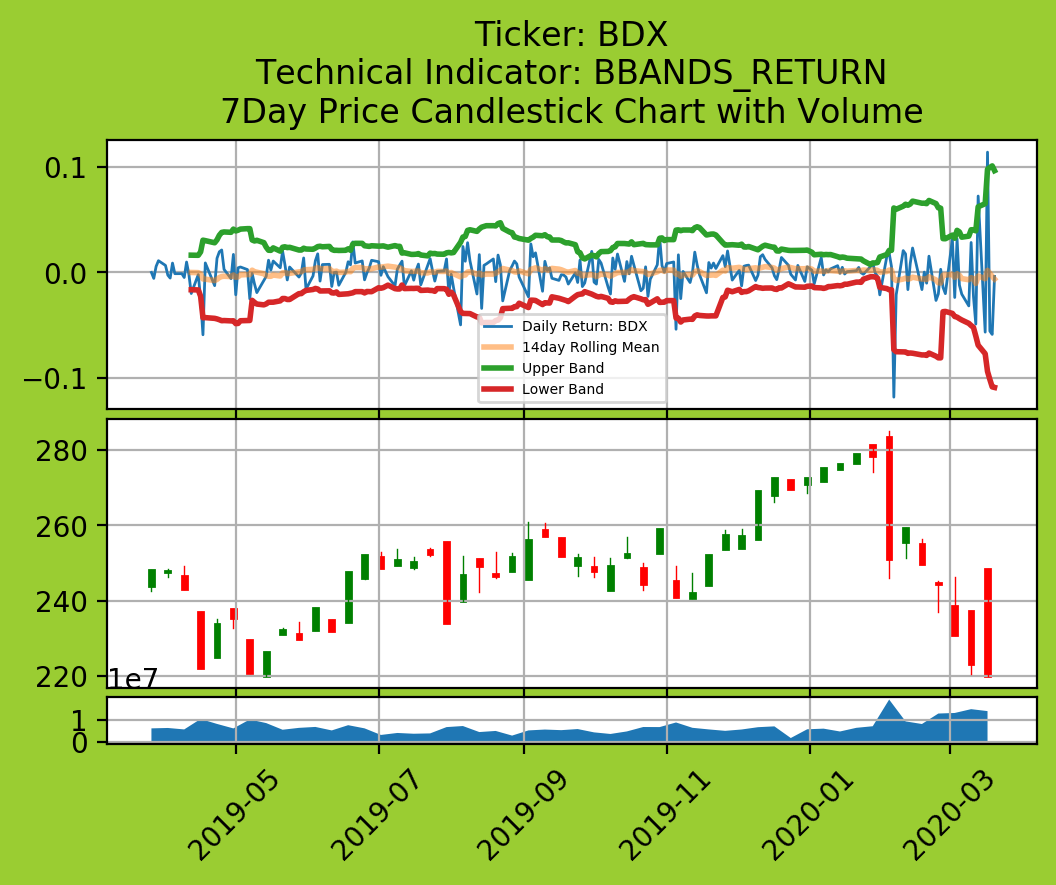 Ticker: BDX
Technical Indicator: BBANDS_RETURN
7Day Price Candlestick Chart with Volume
0.1
0.0
−0.1
Daily Return: BDX
14day Rolling Mean
Upper Band
Lower Band
280
260
240
220
1e7
1
0
2019-05
2019-07
2019-09
2019-11
2020-01
2020-03